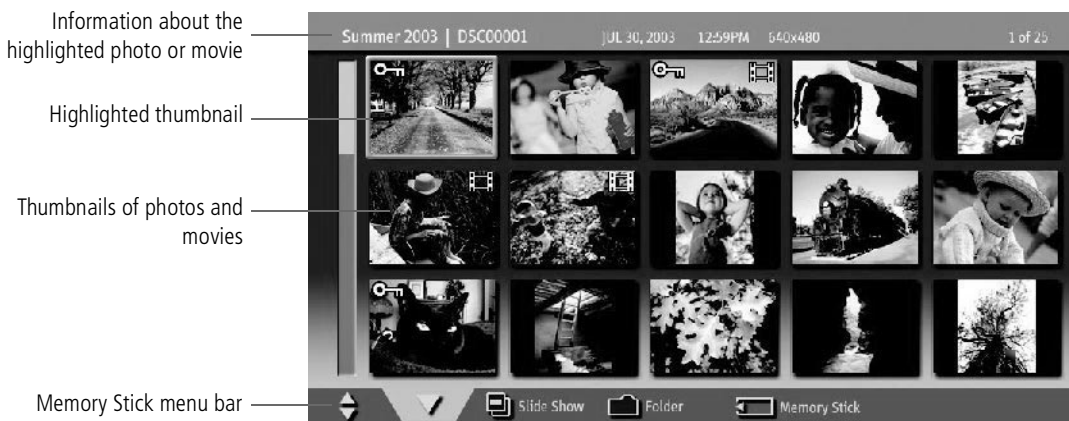 Information about the
highlighted photo or movie
Summer 2003 | DSC00001 JUL 30, 2003 12:59PM 640x480 1 of 25
Highlighted thumbnail
Thumbnails of photos and
movies
Memory Stick menu bar
Slide Show Folder Memory Stick